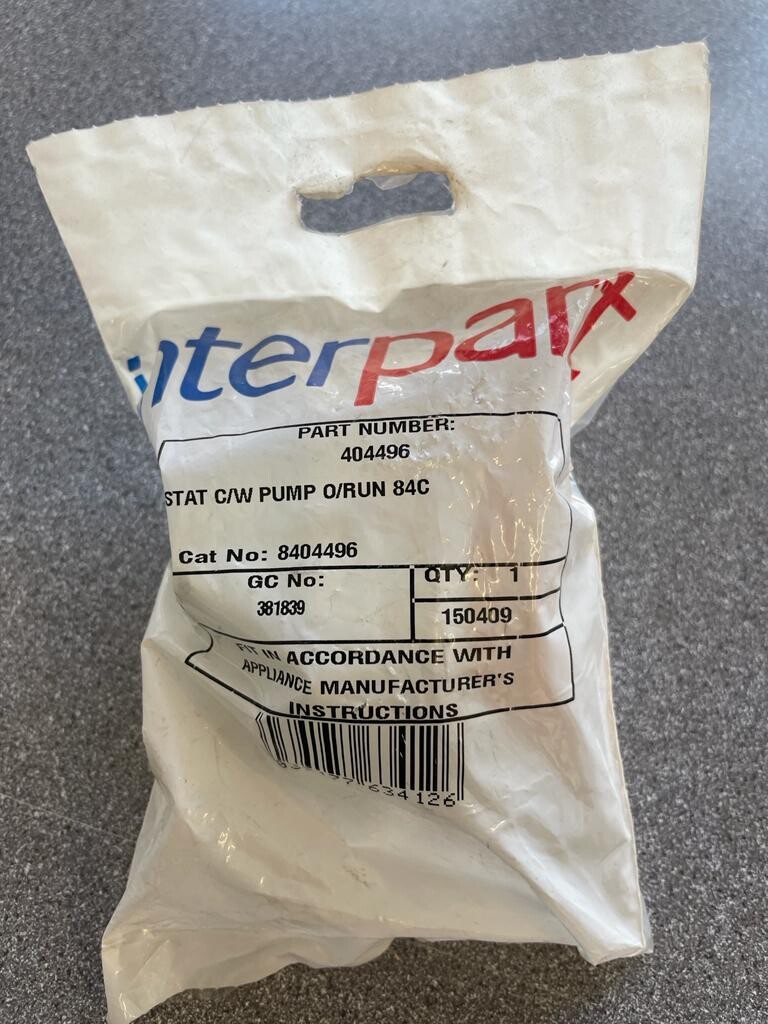 interpart
PART NUMBER:
404496
STAT C/W PUMP O/RUN 84C
Cat No: 8404496
GC No:
381839
QTY: 1
150409
FIT IN ACCORDANCE WITH
APPLIANCE MANUFACTURER'S
INSTRUCTIONS
634126